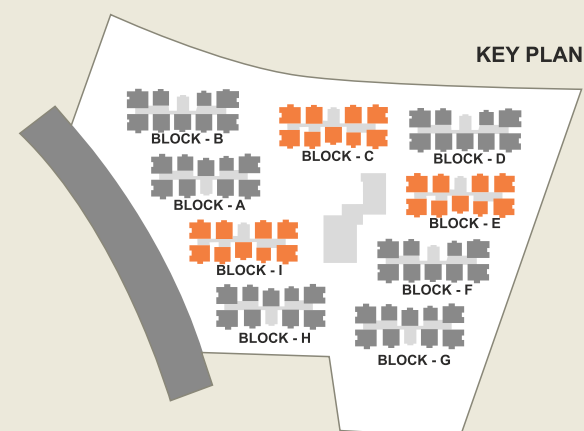 KEY PLAN
BLOCK - B
BLOCK - C
BLOCK - D
BLOCK - A
BLOCK - E
BLOCK - I
BLOCK - F
BLOCK - H
BLOCK - G